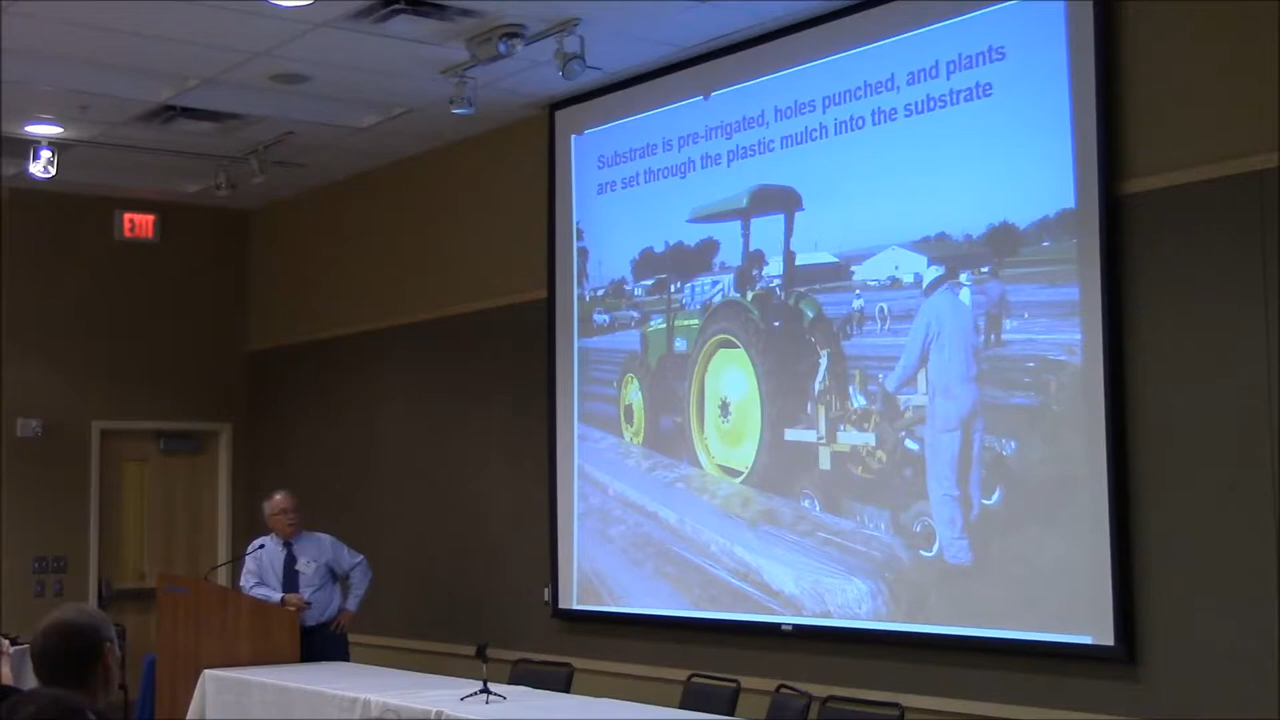 Substrate is pre-irrigated, holes punched, and plants
are set through the plastic mulch into the substrate
EXIT